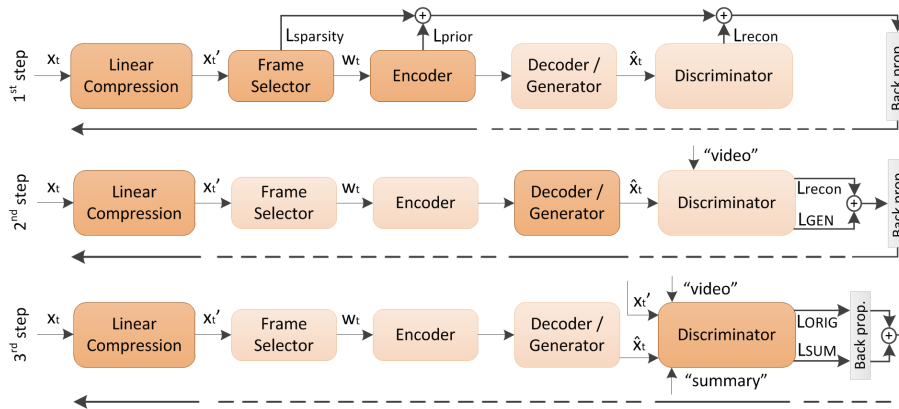 1st step
xt
Linear
Compression
xt'
Frame
Selector
Lsparsity
wt
Encoder
Lprior
Decoder /
Generator
x̂t
Discriminator
Lrecon
Back prop.
2nd step
xt
Linear
Compression
xt'
Frame
Selector
wt
Encoder
Decoder /
Generator
x̂t
"video"
Discriminator
Lrecon
LGEN
Back prop.
3rd step
xt
Linear
Compression
xt'
Frame
Selector
wt
Encoder
Decoder /
Generator
xt'
x̂t
"video"
Discriminator
"summary"
LORIG
LSUM
Back prop.